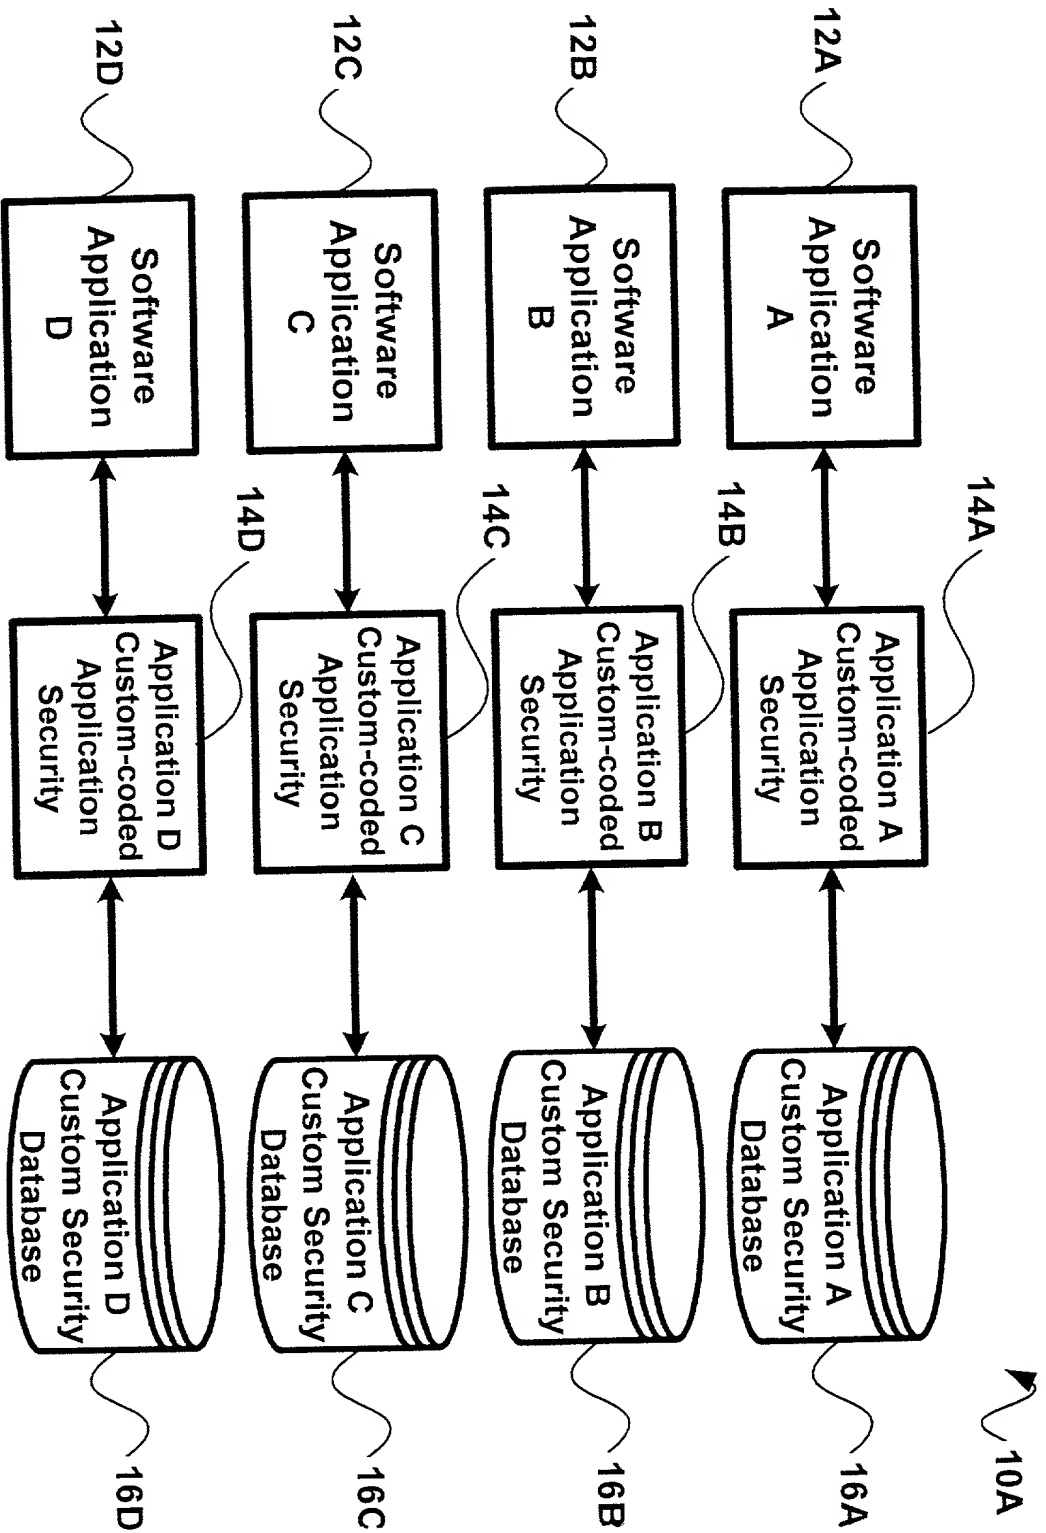 10A
12A
Software
Application
A
14A
Application A
Custom-coded
Application
Security
Application A
Custom Security
Database
16A
12B
Software
Application
B
14B
Application B
Custom-coded
Application
Security
Application B
Custom Security
Database
16B
12C
Software
Application
C
14C
Application C
Custom-coded
Application
Security
Application C
Custom Security
Database
16C
12D
Software
Application
D
14D
Application D
Custom-coded
Application
Security
Application D
Custom Security
Database
16D